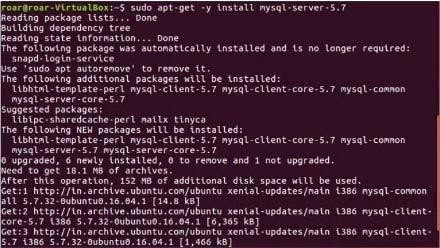 roar@roar-VirtualBox:~$ sudo apt-get -y install mysql-server-5.7
Reading package lists... Done
Building dependency tree
Reading state information... Done
The following package was automatically installed and is no longer required:
  snapd-login-service
Use 'sudo apt autoremove' to remove it.
The following additional packages will be installed:
  libhtml-template-perl mysql-client-5.7 mysql-client-core-5.7 mysql-common
  mysql-server-core-5.7
Suggested packages:
  libipc-sharedcache-perl mailx tinyca
The following NEW packages will be installed:
  libhtml-template-perl mysql-client-5.7 mysql-client-core-5.7 mysql-common
  mysql-server-5.7 mysql-server-core-5.7
0 upgraded, 6 newly installed, 0 to remove and 1 not upgraded.
Need to get 18.1 MB of archives.
After this operation, 152 MB of additional disk space will be used.
Get:1 http://in.archive.ubuntu.com/ubuntu xenial-updates/main i386 mysql-common
all 5.7.32-0ubuntu0.16.04.1 [14.8 kB]
Get:2 http://in.archive.ubuntu.com/ubuntu xenial-updates/main i386 mysql-client-
core-5.7 i386 5.7.32-0ubuntu0.16.04.1 [6,365 kB]
Get:3 http://in.archive.ubuntu.com/ubuntu xenial-updates/main i386 mysql-client-
5.7 i386 5.7.32-0ubuntu0.16.04.1 [1,466 kB]